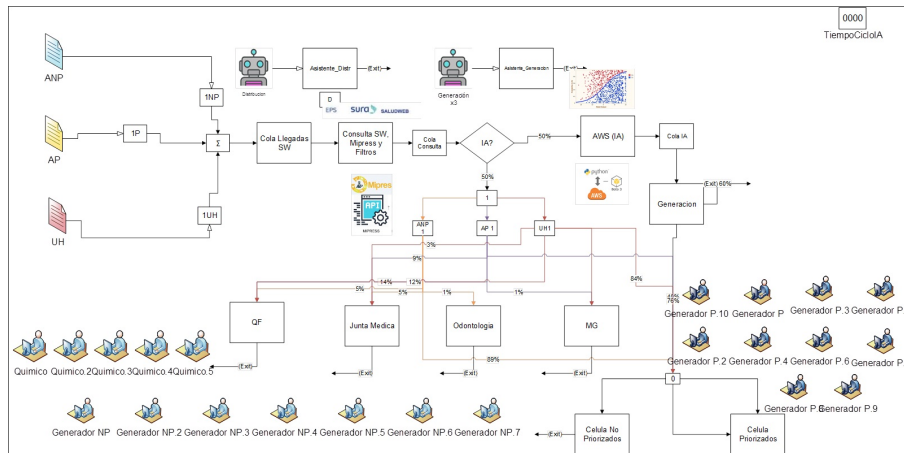 0000
TiempoCicloIA
ANP
1NP
Distribucion
Asistente_Distr
(Exit)
Generación
x3
Asistente_Generacion
D
EPS
sura
SALUDWEB
AP
1P
Σ
Cola Llegadas
SW
Consulta SW,
Mipress y
Filtros
Cola
Consulta
IA?
50%
AWS (IA)
Cola IA
50%
Mipres
RPI
MIPRESS
python
AWS
UH
1UH
1
ANP
1
AP 1
UH1
Generacion
(Exit)
60%
3%
9%
14%
12%
5%
5%
1%
1%
84%
76%
89%
QF
Junta Medica
Odontologia
MG
(Exit)
(Exit)
(Exit)
(Exit)
Generador P.10
Generador P
Generador P.3
Generador P.2
Generador P.4
Generador P.6
Generador P.9
Quimico
Quimico.2
Quimico.3
Quimico.4
Quimico.5
0
Generador NP
Generador NP.2
Generador NP.3
Generador NP.4
Generador NP.5
Generador NP.6
Generador NP.7
(Exit)
Celula No
Priorizados
Celula
Priorizados